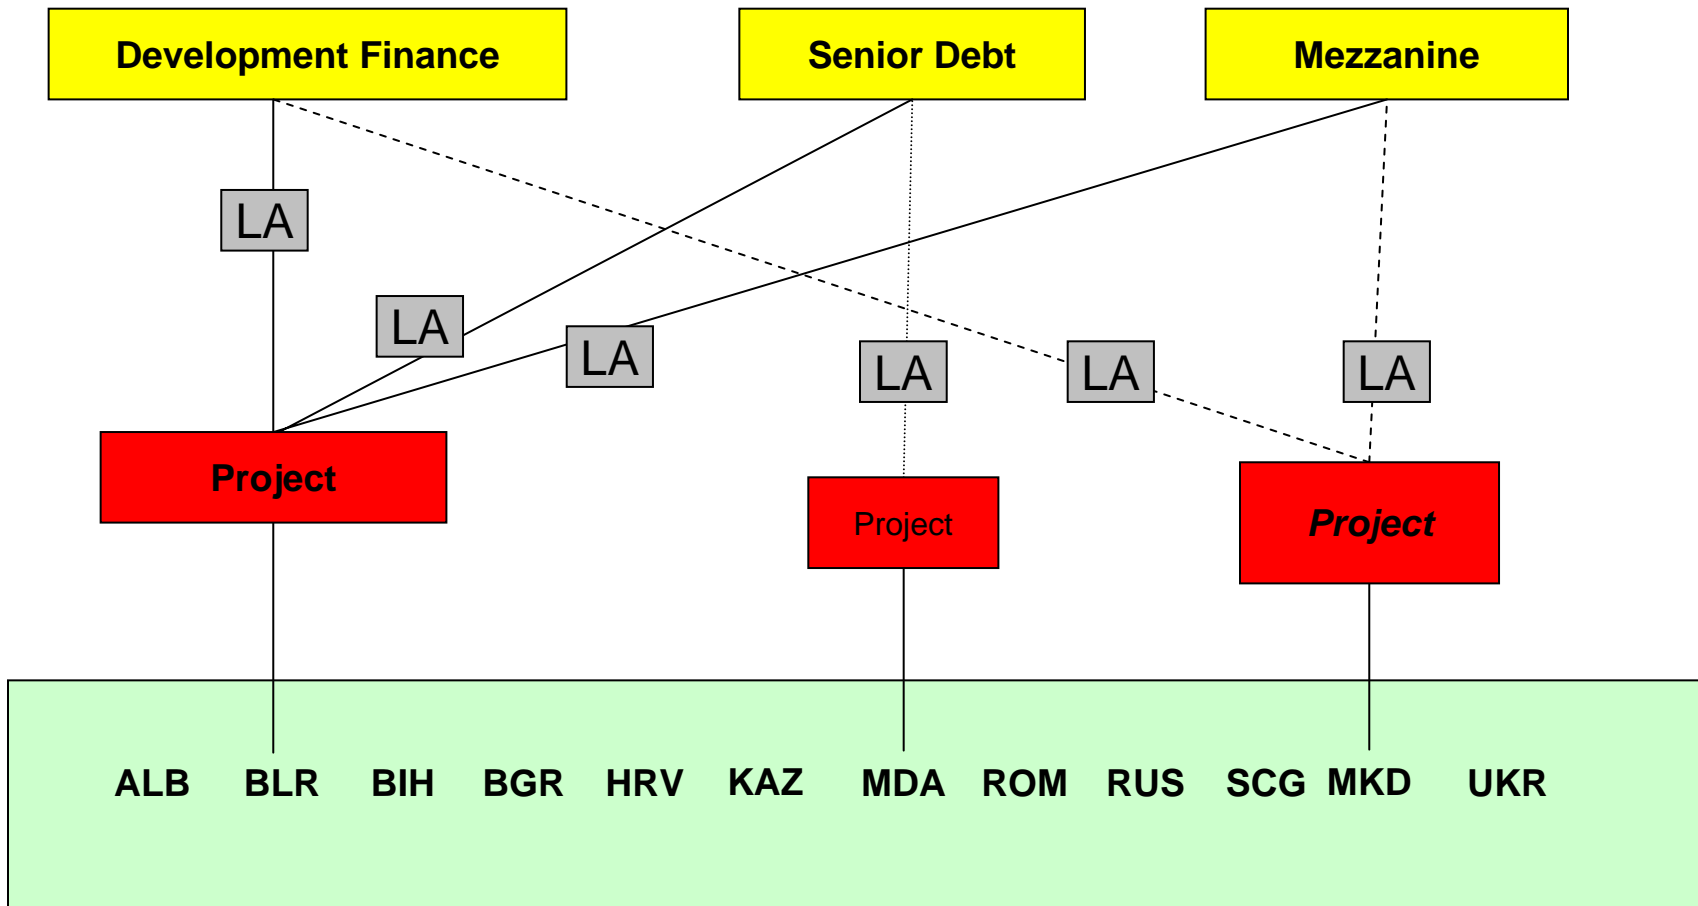 Development Finance
Senior Debt
Mezzanine
LA
LA
LA
LA
LA
LA
Project
Project
Project
ALB BLR BIH BGR HRV KAZ MDA ROM RUS SCG MKD UKR